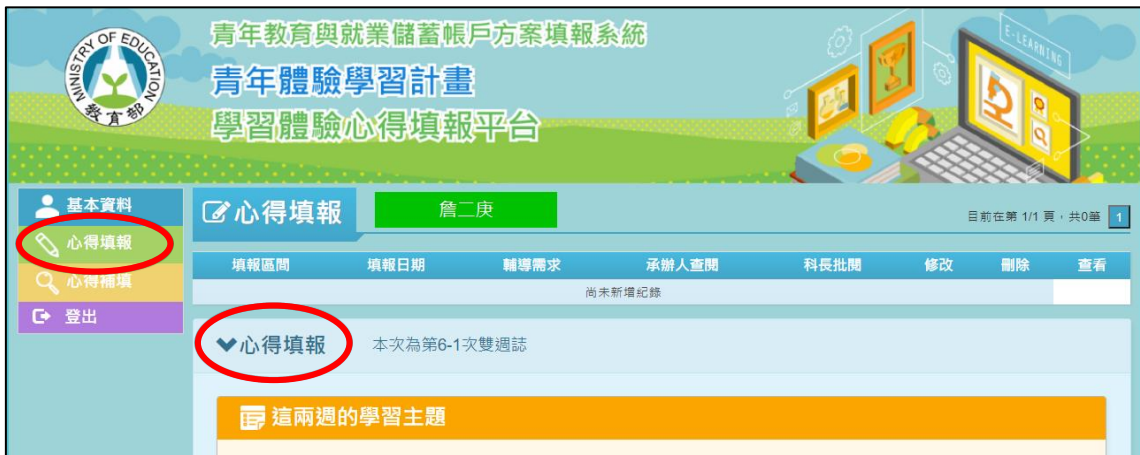 青年教育與就業儲蓄帳戶方案填報系統
青年體驗學習計畫
學習體驗心得填報平台
MINISTRY OF EDUCATION
教育部
E-LEARNING
基本資料
心得填報
心得補填
登出
心得填報
詹二庚
目前在第 1/1 頁，共0筆 1
填報區間 填報日期 輔導需求 承辦人查閱 科長批閱 修改 刪除 查看
尚未新增紀錄
心得填報 本次為第6-1次雙週誌
這兩週的學習主題